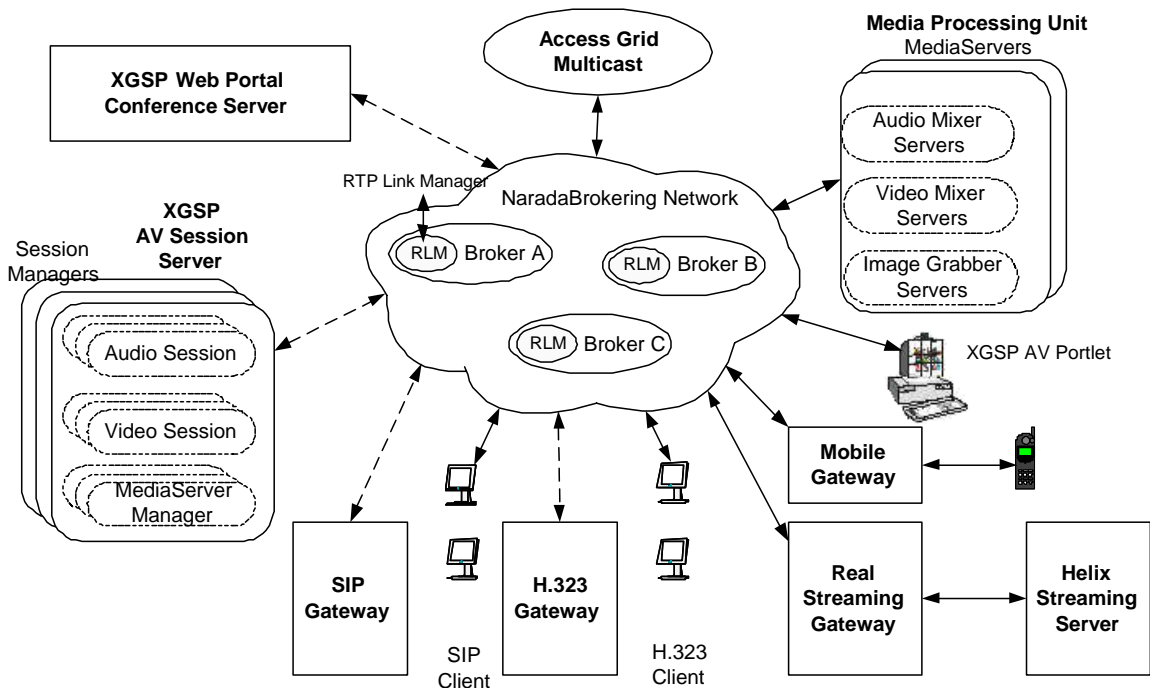 Access Grid
Multicast
Media Processing Unit
MediaServers
XGSP Web Portal
Conference Server
Audio Mixer
Servers
Video Mixer
Servers
Image Grabber
Servers
RTP Link Manager
NaradaBrokering Network
RLM
Broker A
RLM
Broker B
RLM
Broker C
XGSP
AV Session
Server
Session
Managers
Audio Session
Video Session
MediaServer
Manager
XGSP AV Portlet
Mobile
Gateway
SIP
Gateway
SIP
Client
H.323
Gateway
H.323
Client
Real
Streaming
Gateway
Helix
Streaming
Server